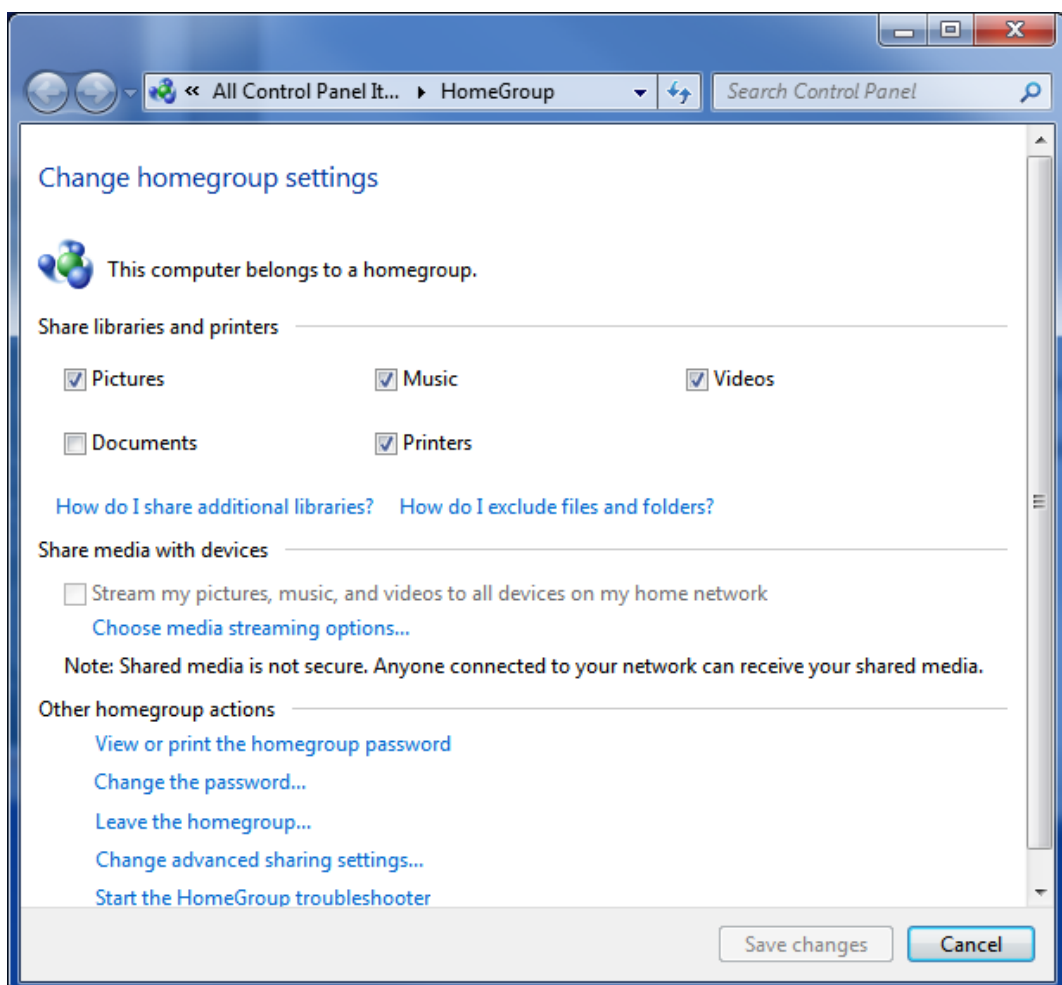 « All Control Panel It... ▸ HomeGroup Search Control Panel
Change homegroup settings
This computer belongs to a homegroup.
Share libraries and printers
Pictures Music Videos
Documents Printers
How do I share additional libraries? How do I exclude files and folders?
Share media with devices
Stream my pictures, music, and videos to all devices on my home network
Choose media streaming options...
Note: Shared media is not secure. Anyone connected to your network can receive your shared media.
Other homegroup actions
View or print the homegroup password
Change the password...
Leave the homegroup...
Change advanced sharing settings...
Start the HomeGroup troubleshooter
Save changes Cancel